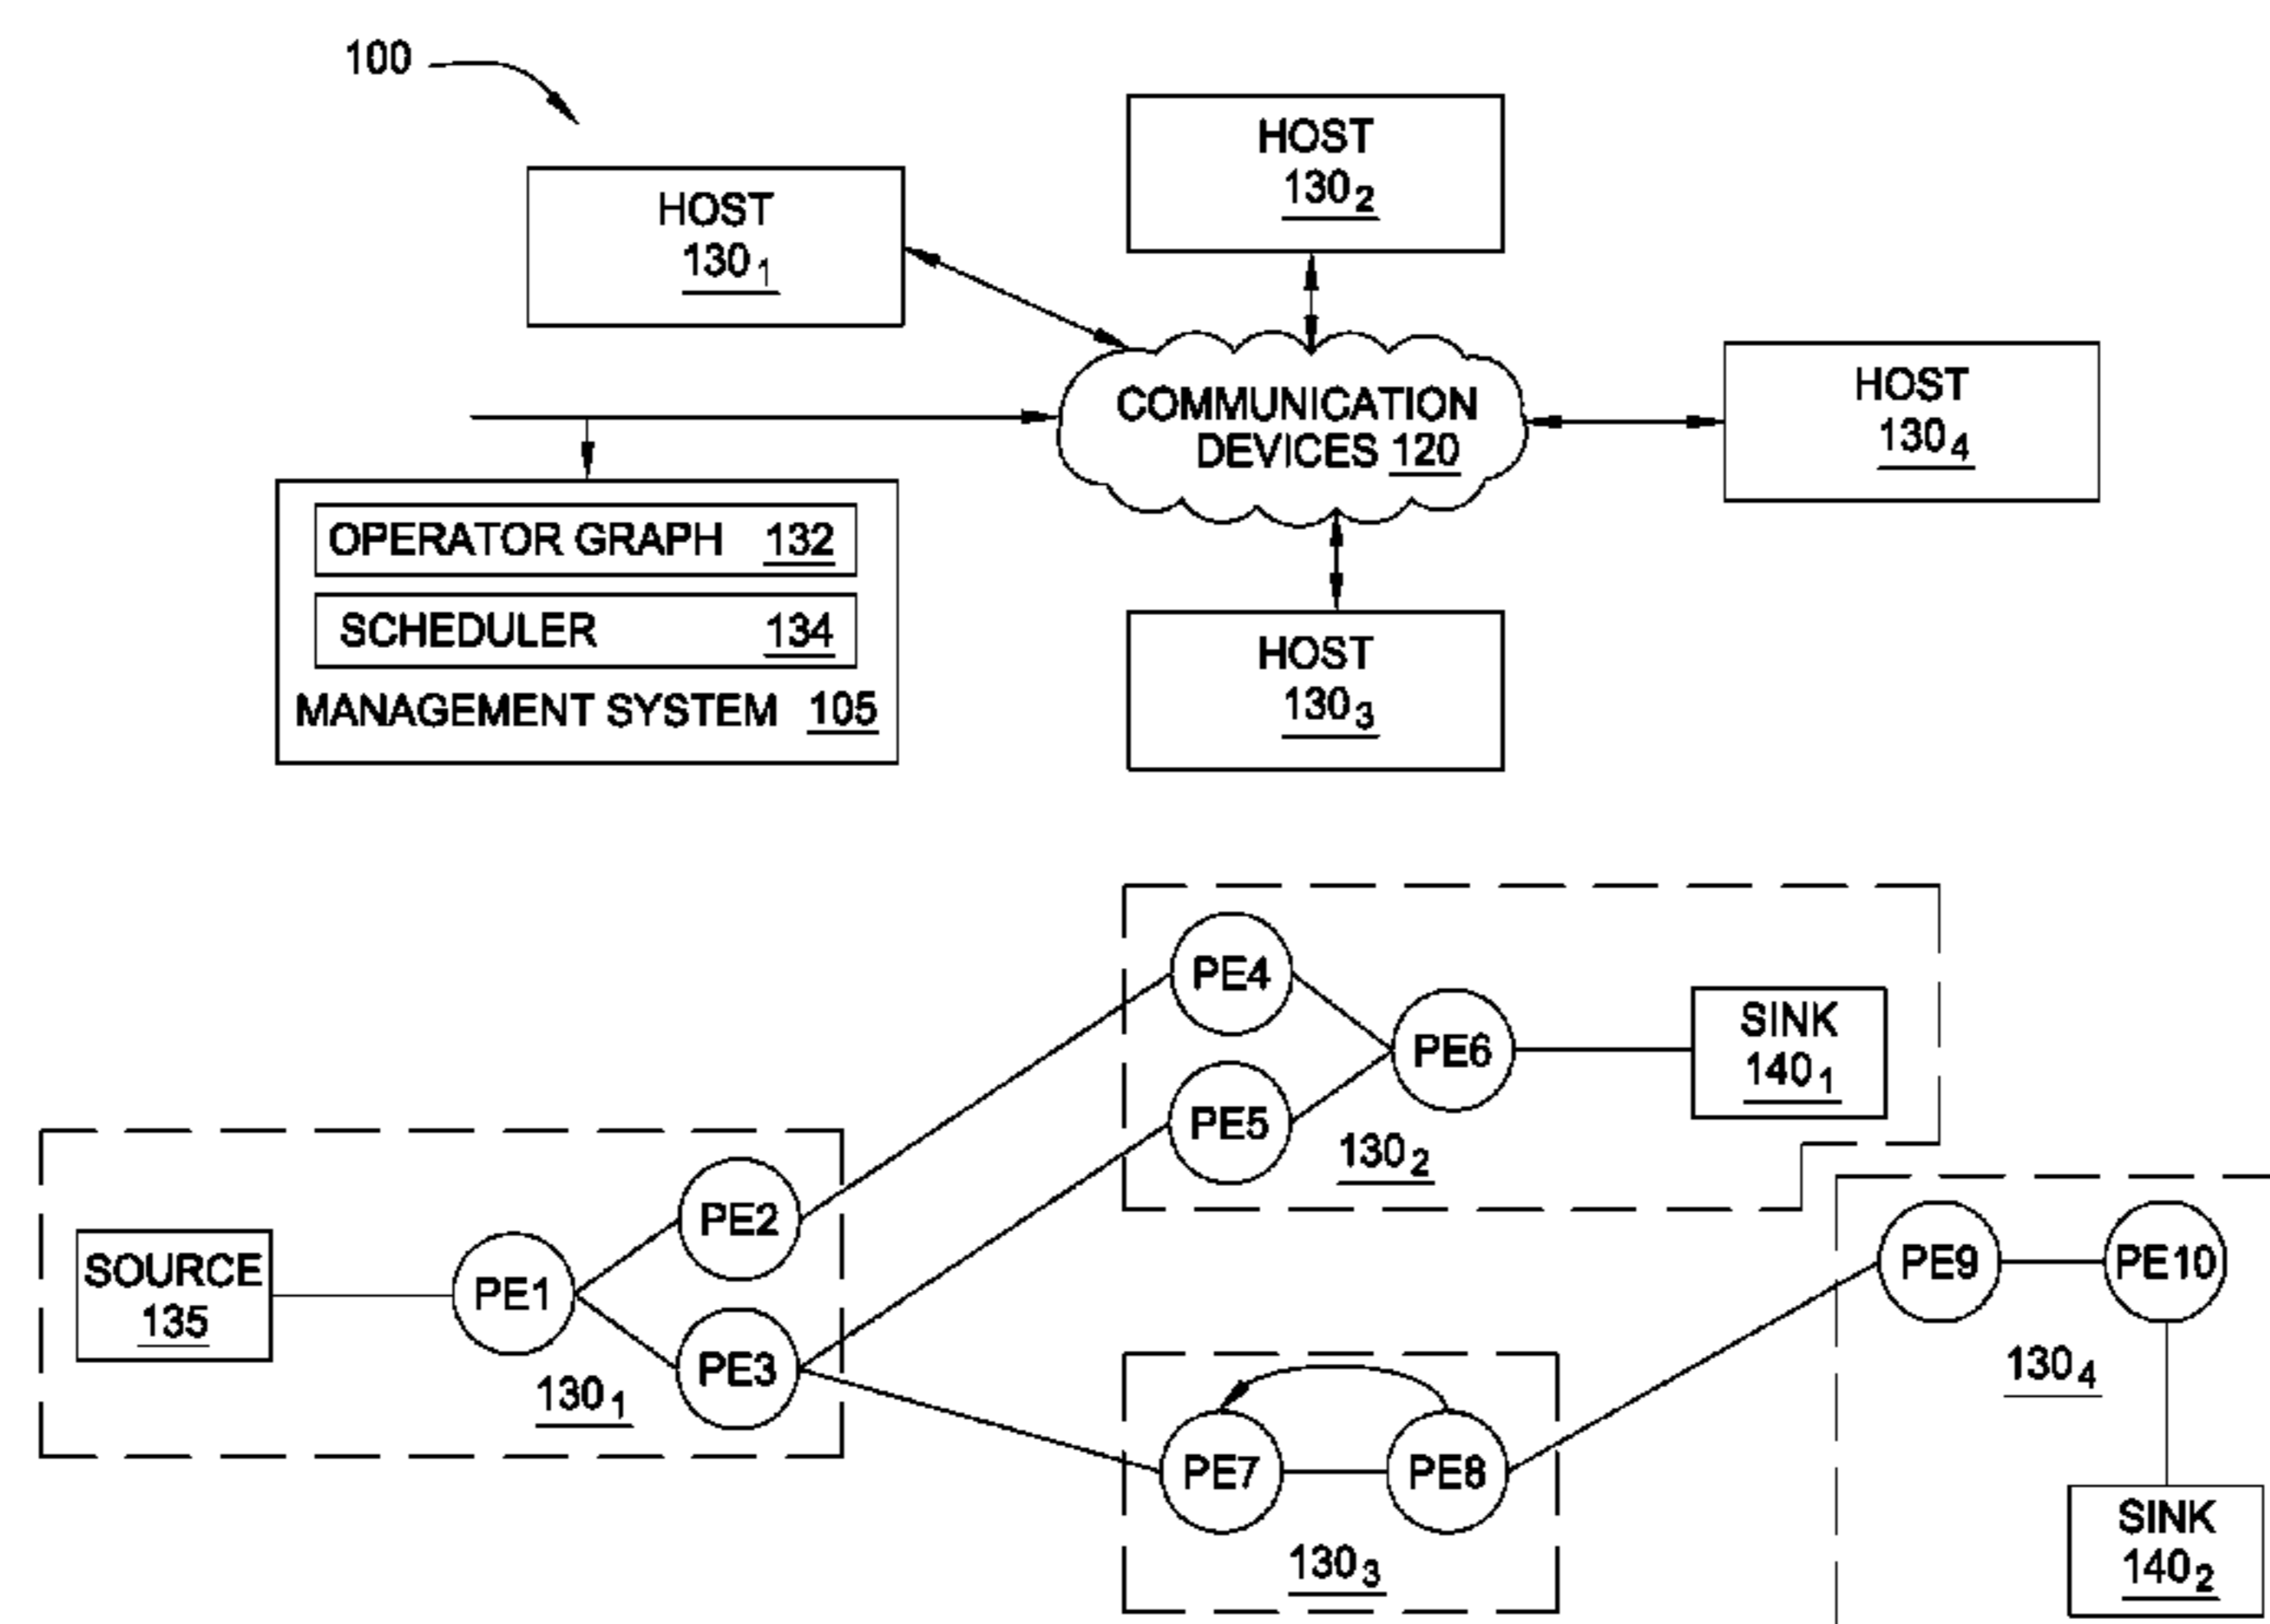 100
HOST
130₁
HOST
130₂
COMMUNICATION
DEVICES 120
HOST
130₄
OPERATOR GRAPH 132
SCHEDULER 134
MANAGEMENT SYSTEM 105
HOST
130₃
PE4
PE6
SINK
140₁
PE5
130₂
PE2
SOURCE
135
PE1
PE3
130₁
PE9
PE10
130₄
PE7
PE8
130₃
SINK
140₂